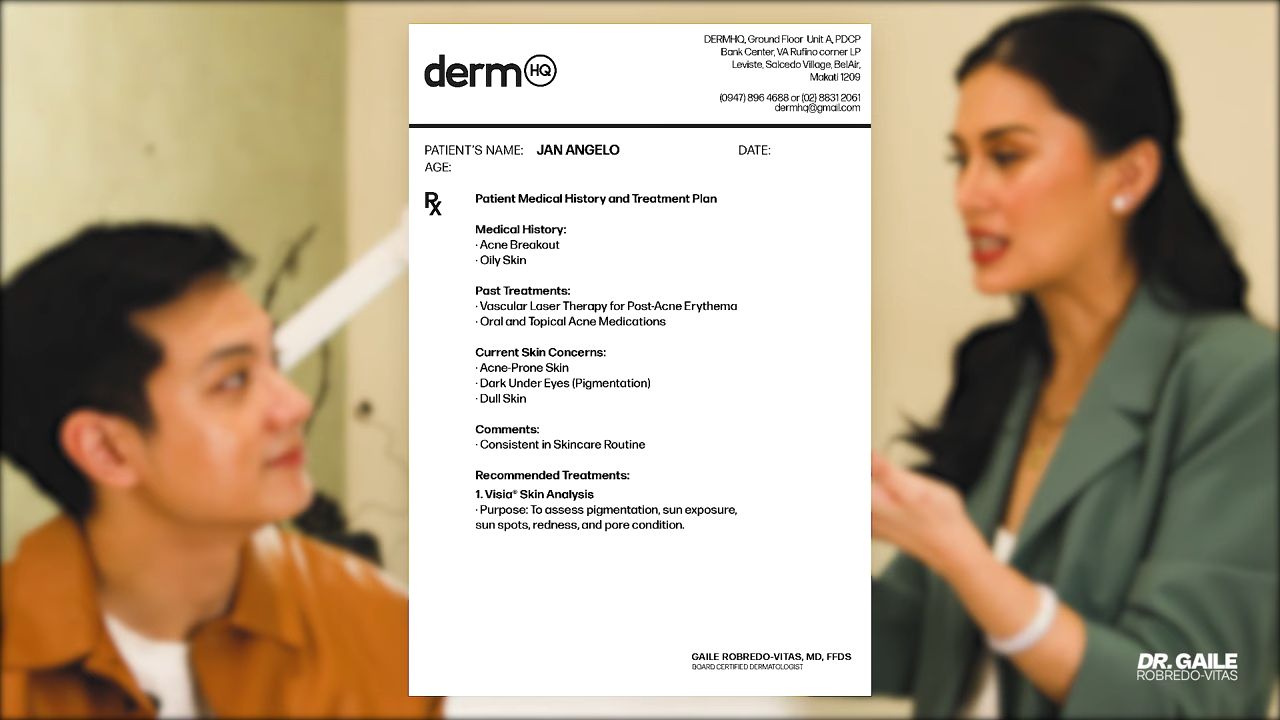 derm HQ
DERMHQ, Ground Floor Unit A, PDCP
Bank Center, VA Rufino corner LP
Leviste, Salcedo Village, BelAir,
Makati 1209
(0947) 896 4688 or (02) 8831 2061
dermhq@gmail.com
PATIENT'S NAME: JAN ANGELO DATE:
AGE:
Rx
Patient Medical History and Treatment Plan
Medical History:
· Acne Breakout
· Oily Skin
Past Treatments:
· Vascular Laser Therapy for Post-Acne Erythema
· Oral and Topical Acne Medications
Current Skin Concerns:
· Acne-Prone Skin
· Dark Under Eyes (Pigmentation)
· Dull Skin
Comments:
· Consistent in Skincare Routine
Recommended Treatments:
1. Visia® Skin Analysis
· Purpose: To assess pigmentation, sun exposure,
sun spots, redness, and pore condition.
GAILE ROBREDO-VITAS, MD, FFDS
BOARD CERTIFIED DERMATOLOGIST
DR. GAILE
ROBREDO-VITAS